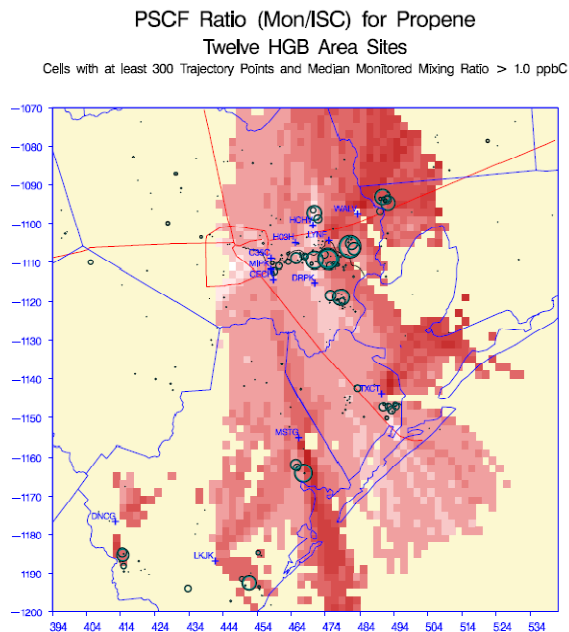 PSCF Ratio (Mon/ISC) for Propene
Twelve HGB Area Sites
Cells with at least 300 Trajectory Points and Median Monitored Mixing Ratio > 1.0 ppbC
−1070
−1080
−1090
−1100
−1110
−1120
−1130
−1140
−1150
−1160
−1170
−1180
−1190
−1200
WALV
HCHV
LYNF
H03H
C35C
DRPK
TXCT
MSTG
DNCG
LKJK
394 404 414 424 434 444 454 464 474 484 494 504 514 524 534